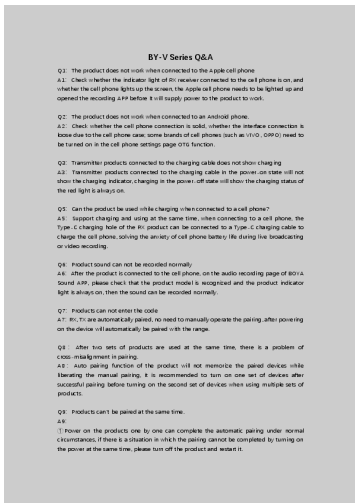 BY-V Series Q&A
Q1: The product does not work when connected to the Apple cell phone
A1: Check whether the indicator light of RX receiver connected to the cell phone is on, and
whether the cell phone lights up the screen, the Apple cell phone needs to be lighted up and
opened the recording APP before it will supply power to the product to work.
Q2: The product does not work when connected to an Android phone.
A2: Check whether the cell phone connection is solid, whether the interface connection is
loose due to the cell phone case; some brands of cell phones (such as VIVO, OPPO) need to
be turned on in the cell phone settings page OTG function.
Q3: Transmitter products connected to the charging cable does not show charging
A3: Transmitter products connected to the charging cable in the power-on state will not
show the charging indicator, charging in the power-off state will show the charging status of
the red light is always on.
Q5: Can the product be used while charging when connected to a cell phone?
A5: Support charging and using at the same time, when connecting to a cell phone, the
Type-C charging hole of the RX product can be connected to a Type-C charging cable to
charge the cell phone, solving the anxiety of cell phone battery life during live broadcasting
or video recording.
Q6: Product sound can not be recorded normally
A6: After the product is connected to the cell phone, on the audio recording page of BOYA
Sound APP, please check that the product model is recognized and the product indicator
light is always on, then the sound can be recorded normally.
Q7: Products can not enter the code
A7: RX,TX are automatically paired, no need to manually operate the pairing,after powering
on the device will automatically be paired with the range.
Q8: After two sets of products are used at the same time, there is a problem of
cross-misalignment in pairing.
A8: Auto pairing function of the product will not memorize the paired devices while
liberating the manual pairing, it is recommended to turn on one set of devices after
successful pairing before turning on the second set of devices when using multiple sets of
products.
Q9: Products can't be paired at the same time.
A9:
① Power on the products one by one can complete the automatic pairing under normal
circumstances, if there is a situation in which the pairing cannot be completed by turning on
the power at the same time, please turn off the product and restart it.